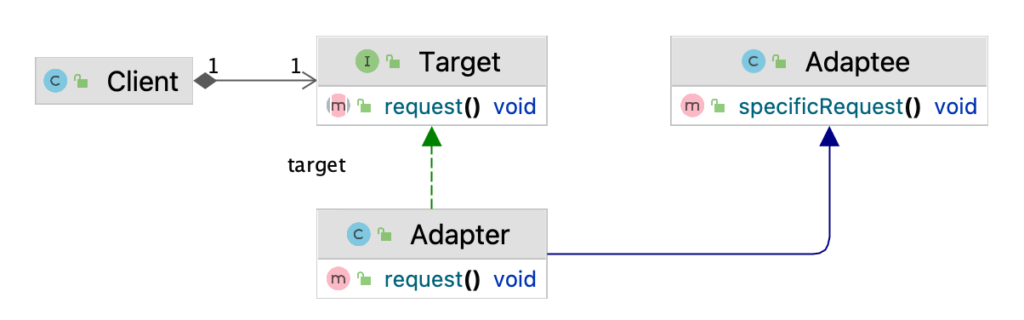 C Client
1
1
I Target
m request() void
C Adaptee
m specificRequest() void
target
C Adapter
m request() void